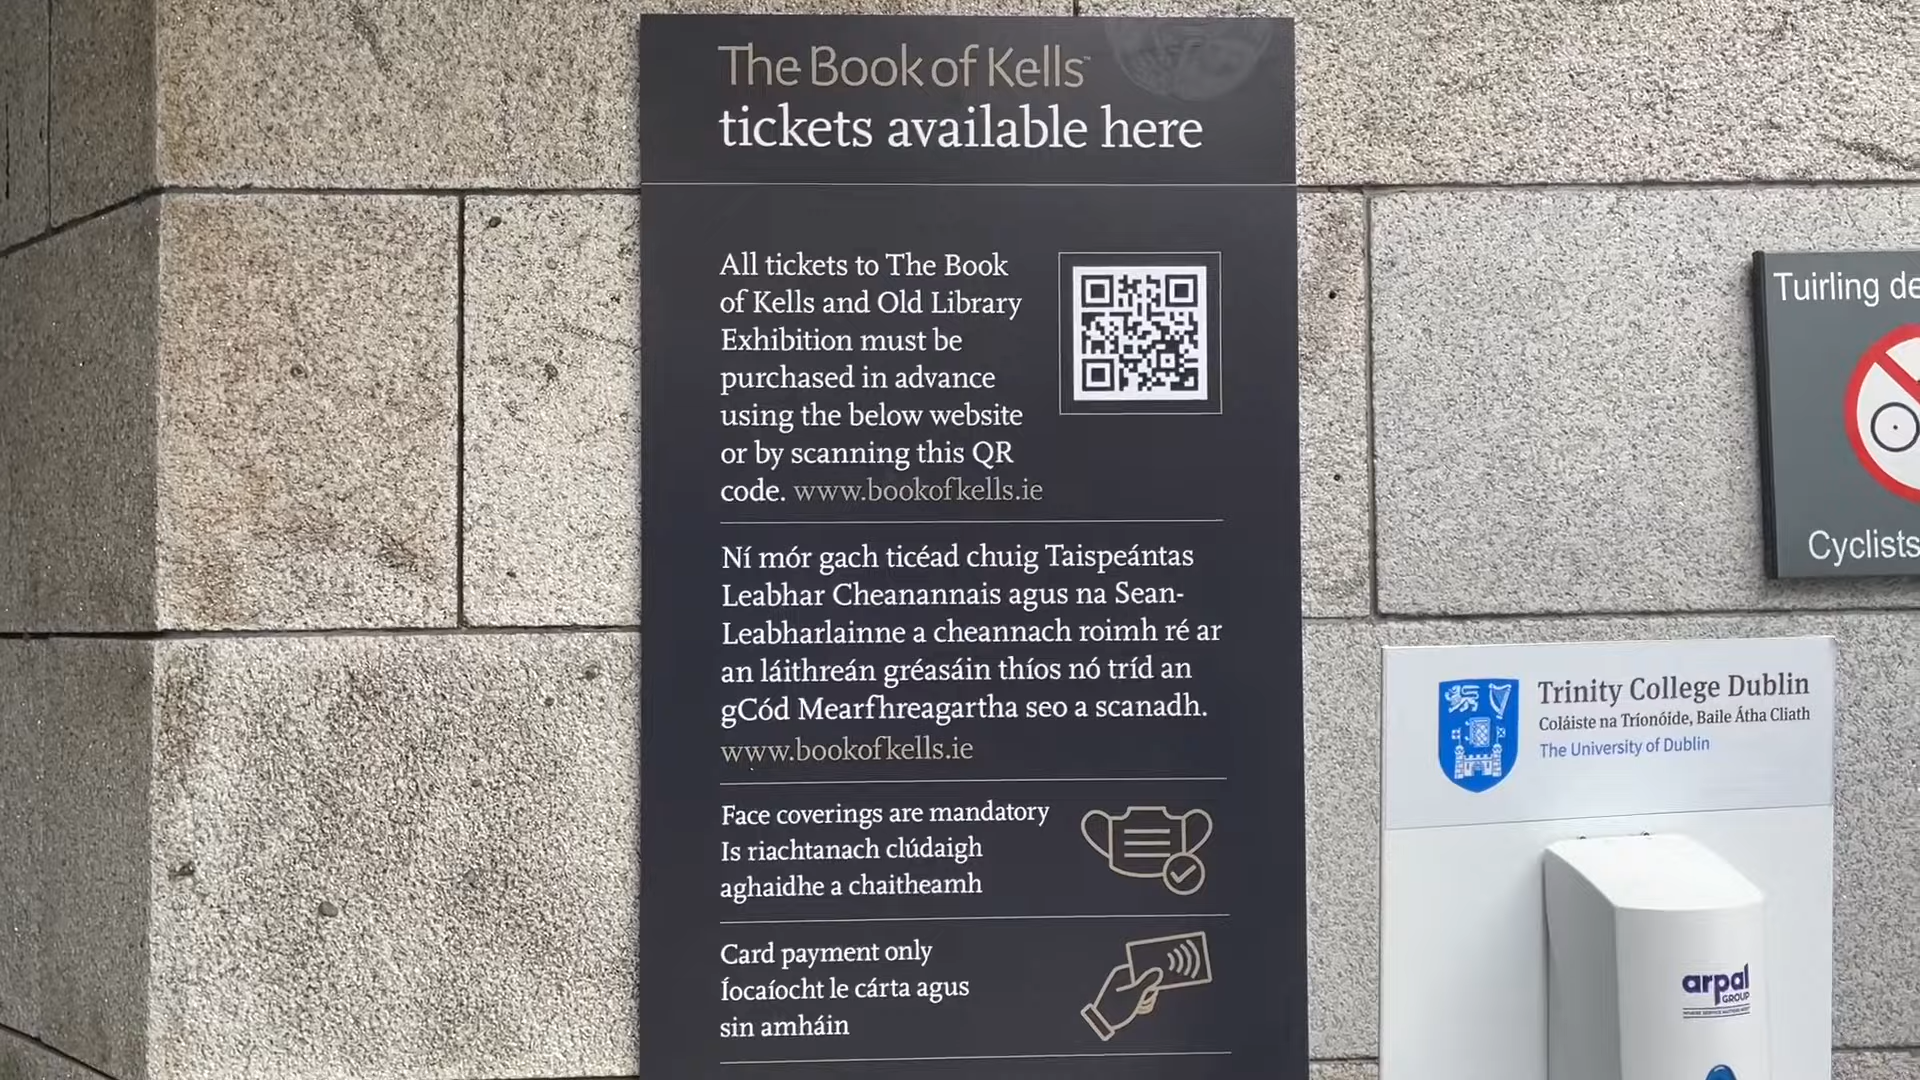 The Book of Kells™
tickets available here
All tickets to The Book
of Kells and Old Library
Exhibition must be
purchased in advance
using the below website
or by scanning this QR
code. www.bookofkells.ie
Ní mór gach ticéad chuig Taispeántas
Leabhar Cheanannais agus na Sean-
Leabharlainne a cheannach roimh ré ar
an láithreán gréasáin thíos nó tríd an
gCód Mearfhreagartha seo a scanadh.
www.bookofkells.ie
Face coverings are mandatory
Is riachtanach clúdaigh
aghaidhe a chaitheamh
Card payment only
Íocaíocht le cárta agus
sin amháin
Tuirling de
Cyclists
Trinity College Dublin
Coláiste na Tríonóide, Baile Átha Cliath
The University of Dublin
arpal
GROUP